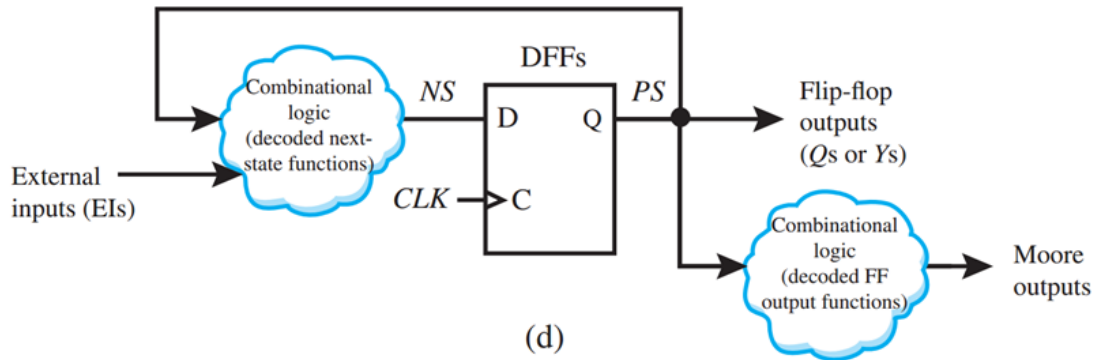 DFFs
Combinational
logic
(decoded next-
state functions)
NS
D
Q
PS
Flip-flop
outputs
(Qs or Ys)
External
inputs (EIs)
CLK
C
Combinational
logic
(decoded FF
output functions)
Moore
outputs
(d)